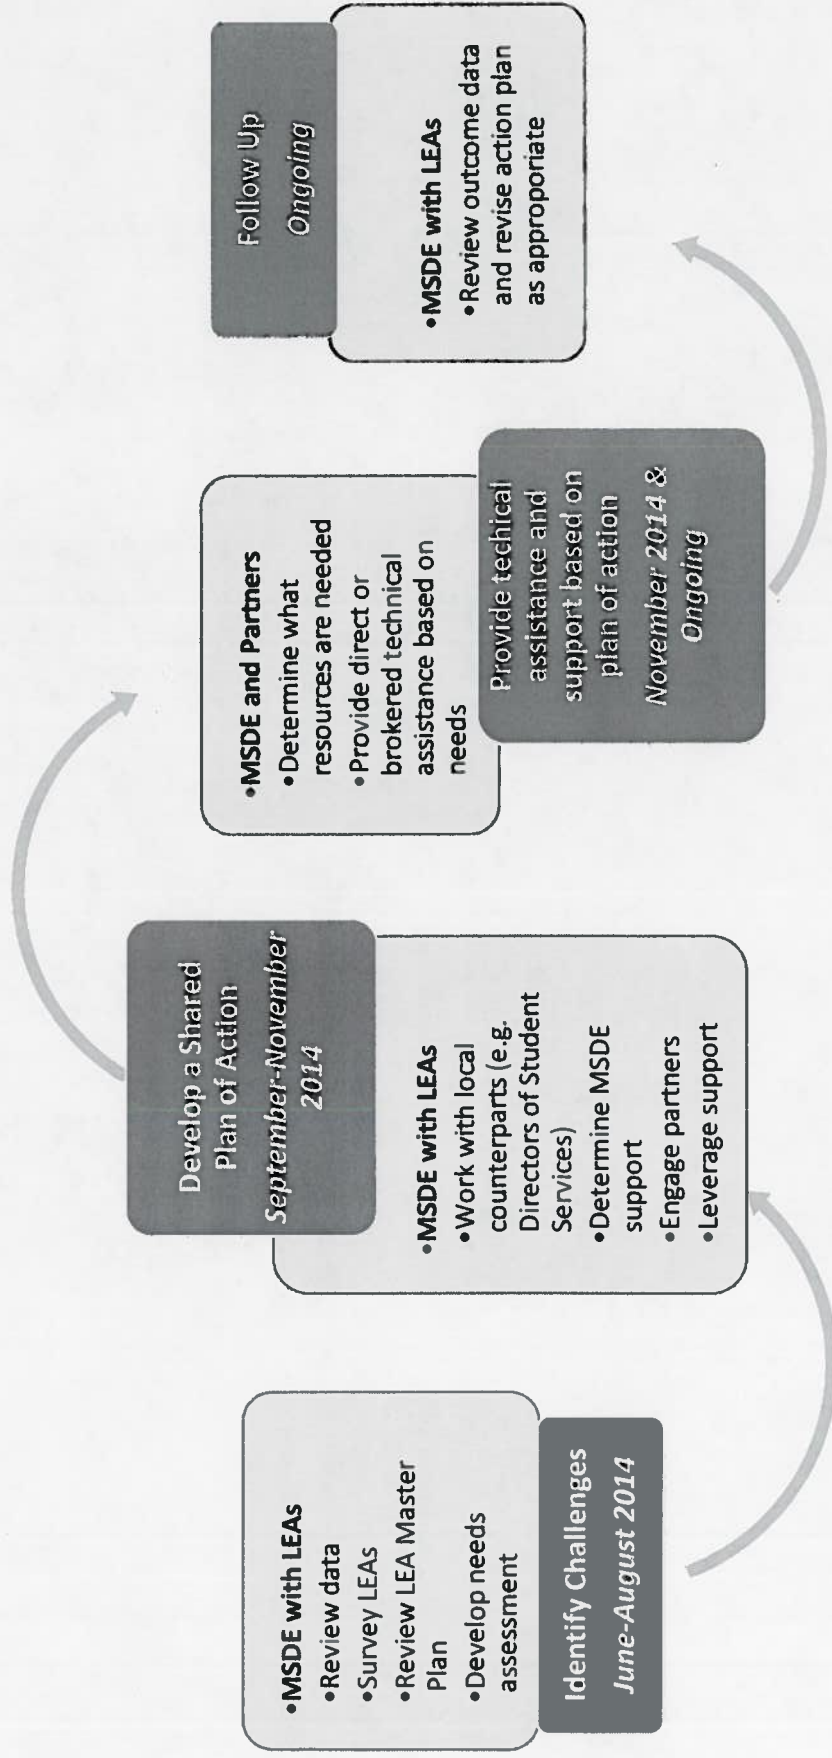 •MSDE with LEAs
•Review data
•Survey LEAs
•Review LEA Master
Plan
•Develop needs
assessment
Identify Challenges
June-August 2014
Develop a Shared
Plan of Action
September-November
2014
•MSDE with LEAs
•Work with local
counterparts (e.g.
Directors of Student
Services)
•Determine MSDE
support
•Engage partners
•Leverage support
•MSDE and Partners
•Determine what
resources are needed
•Provide direct or
brokered technical
assistance based on
needs
Provide techical
assistance and
support based on
plan of action
November 2014 &
Ongoing
Follow Up
Ongoing
•MSDE with LEAs
•Review outcome data
and revise action plan
as approporiate